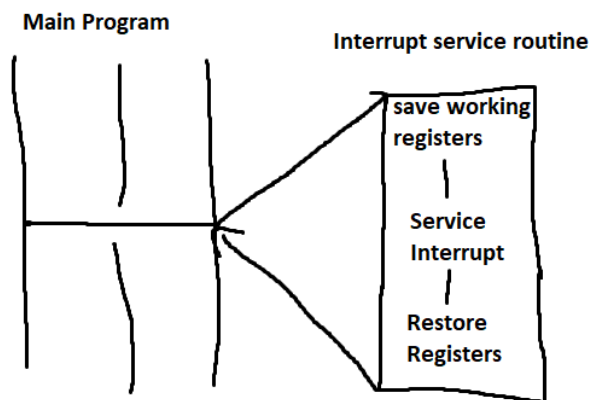 Main Program
Interrupt service routine
save working
registers
Service
Interrupt
Restore
Registers